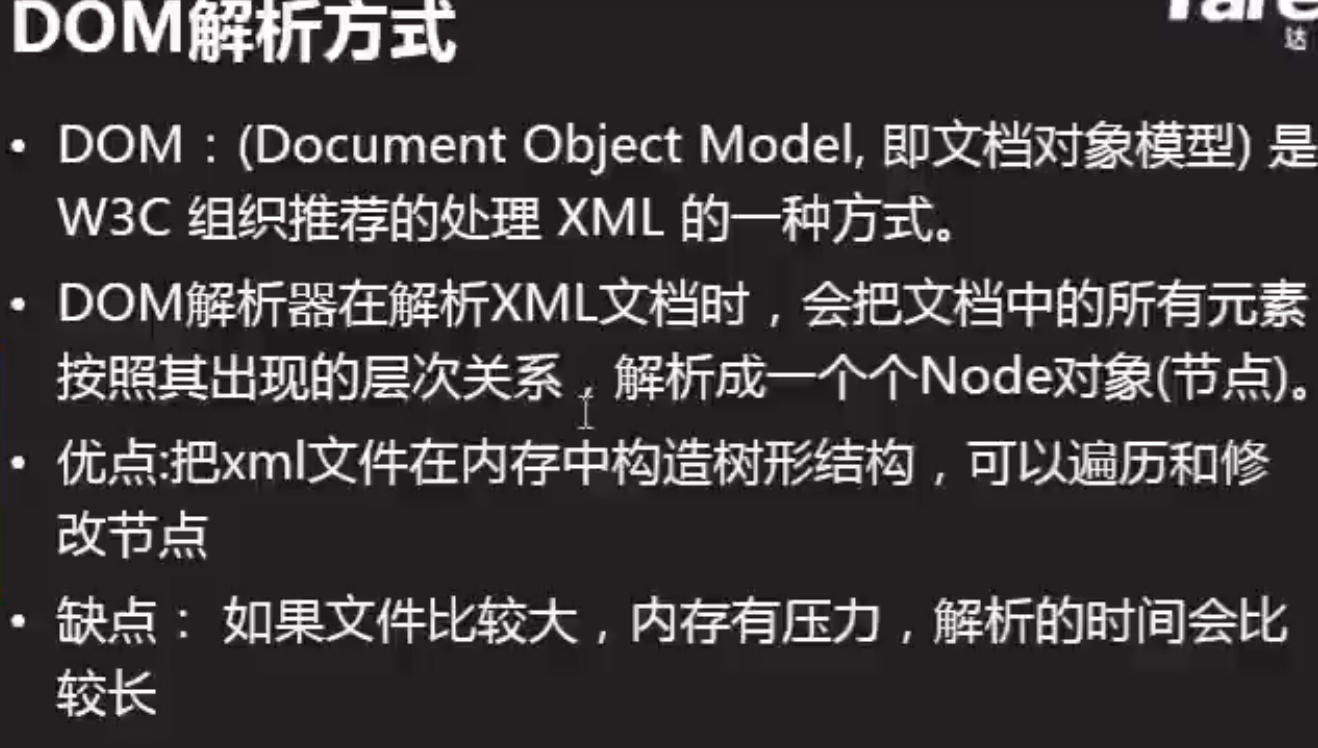 DOM解析方式
达
• DOM：(Document Object Model, 即文档对象模型) 是
W3C 组织推荐的处理 XML 的一种方式。
• DOM解析器在解析XML文档时，会把文档中的所有元素
按照其出现的层次关系，解析成一个个Node对象(节点)。
• 优点:把xml文件在内存中构造树形结构，可以遍历和修
改节点
• 缺点： 如果文件比较大，内存有压力，解析的时间会比
较长